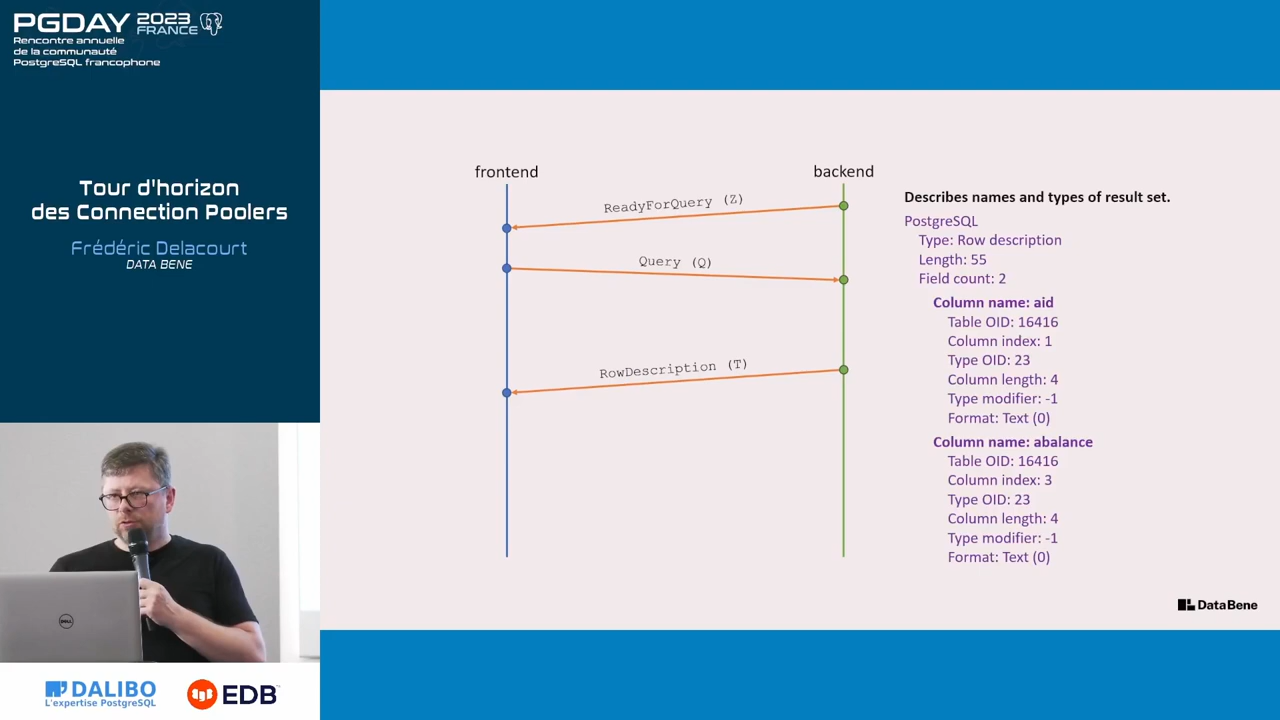 PGDAY 2023 FRANCE
Rencontre annuelle
de la communauté
PostgreSQL francophone
Tour d'horizon
des Connection Poolers
Frédéric Delacourt
DATA BENE
DELL
DALIBO
L'expertise PostgreSQL
EDB
frontend
backend
ReadyForQuery (Z)
Query (Q)
RowDescription (T)
Describes names and types of result set.
PostgreSQL
Type: Row description
Length: 55
Field count: 2
Column name: aid
Table OID: 16416
Column index: 1
Type OID: 23
Column length: 4
Type modifier: -1
Format: Text (0)
Column name: abalance
Table OID: 16416
Column index: 3
Type OID: 23
Column length: 4
Type modifier: -1
Format: Text (0)
DataBene